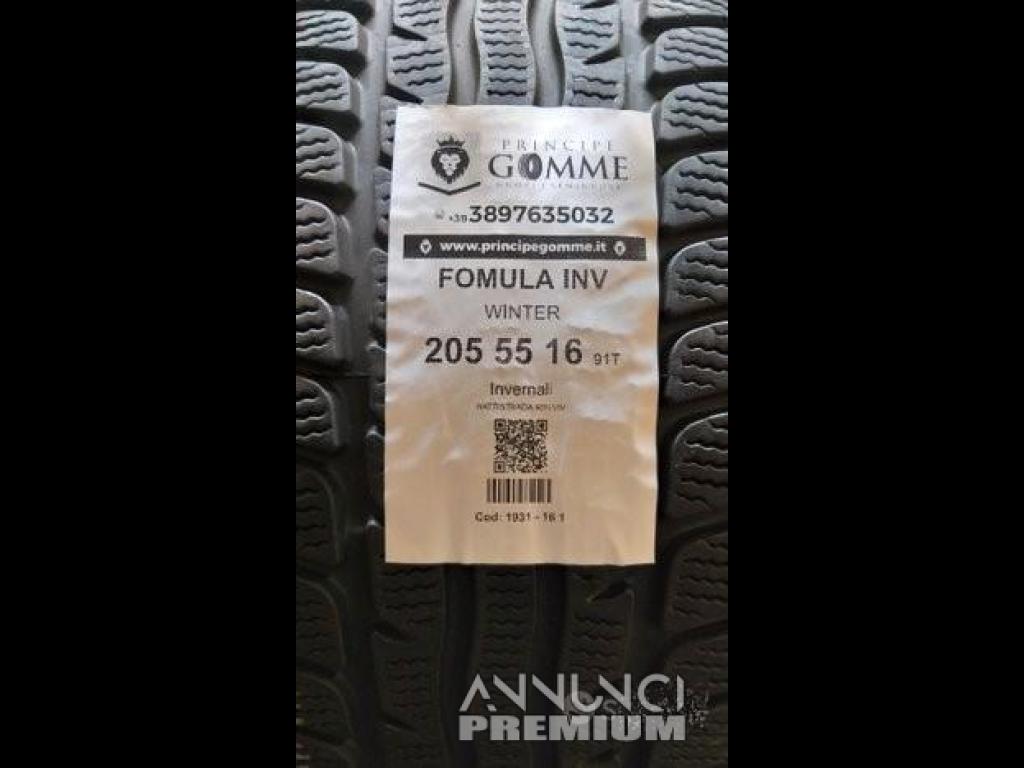 PRINCIPE
GOMME
+39 3897635032
www.principegomme.it
FOMULA INV
WINTER
205 55 16 91T
Invernali
Cod: 1931 - 16 1
ANNUNCI
PREMIUM